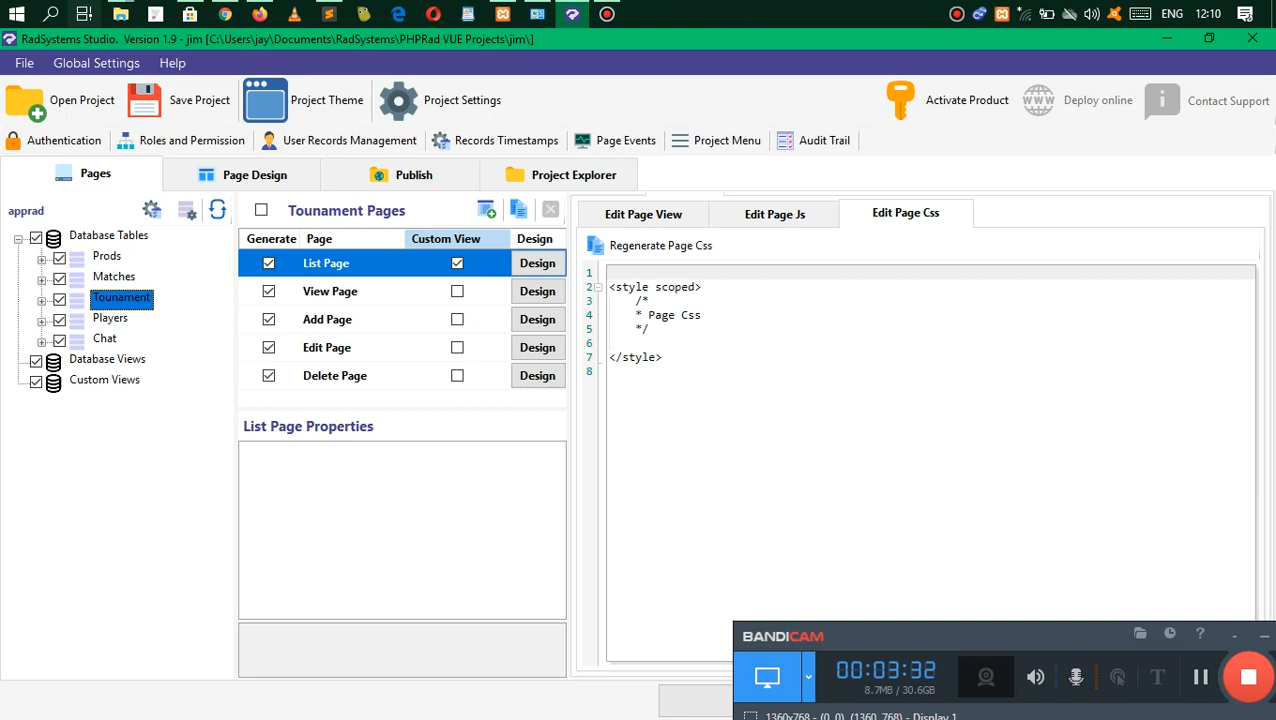 ENG 12:10
RadSystems Studio. Version 1.9 - jim [C:\Users\jay\Documents\RadSystems\PHPRad VUE Projects\jim\]
File Global Settings Help
Open Project Save Project Project Theme Project Settings Activate Product Deploy online Contact Support
Authentication Roles and Permission User Records Management Records Timestamps Page Events Project Menu Audit Trail
Pages Page Design Publish Project Explorer
apprad
Database Tables
Prods
Matches
Tounament
Players
Chat
Database Views
Custom Views
Tounament Pages
Generate Page Custom View Design
List Page Design
View Page Design
Add Page Design
Edit Page Design
Delete Page Design
List Page Properties
Edit Page View Edit Page Js Edit Page Css
Regenerate Page Css
1
2 <style scoped>
3 /*
4 * Page Css
5 */
6
7 </style>
8
BANDICAM
00:03:32
8.7MB / 30.6GB
1360x768 - (0, 0), (1360, 768) - Display 1